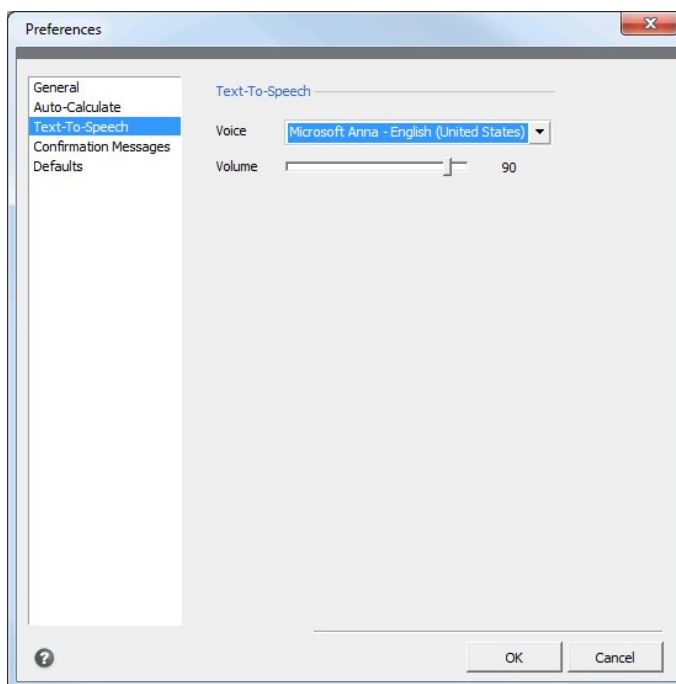 Preferences
General
Auto-Calculate
Text-To-Speech
Confirmation Messages
Defaults
Text-To-Speech
Voice Microsoft Anna - English (United States)
Volume 90
? OK Cancel